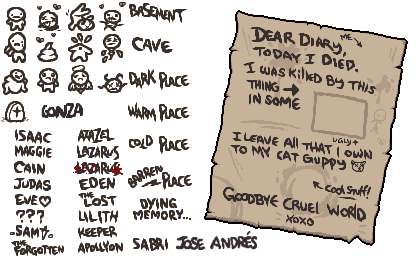 BASEMENT
CAVE
DARK PLACE
GONZA
WARM PLACE
COLD PLACE
BARREN PLACE
DYING
MEMORY...
ISAAC
MAGGIE
CAIN
JUDAS
EVE♡
???
SAMS
THE FORGOTTEN
AZAZEL
LAZARUS
LAZARUS
EDEN
THE LOST
LILITH
KEEPER
APOLLYON
SABRI
JOSE ANDRÉS
DEAR DIARY,
ME
TODAY I DIED.
I WAS KILLED BY THIS
THING →
IN SOME
UGLY↑
I LEAVE ALL THAT I OWN
TO MY CAT GUPPY
COOL STUFF!
GOODBYE CRUEL WORLD
XOXO